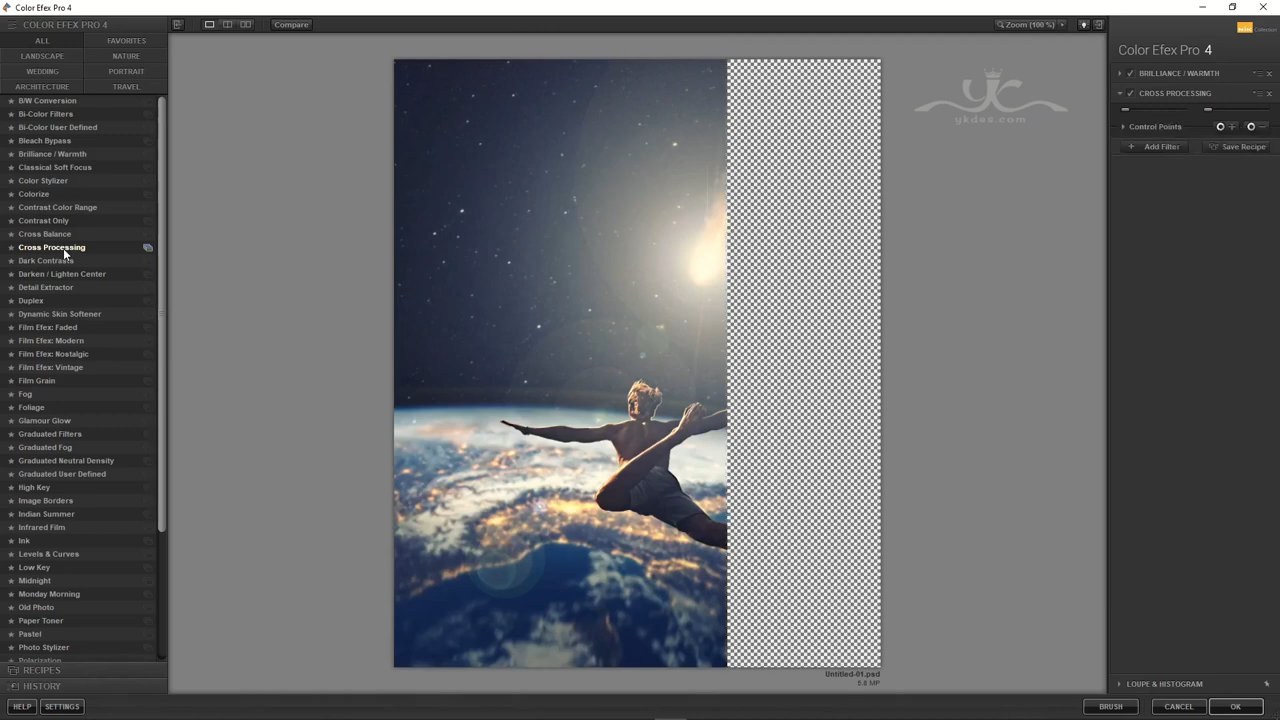 Color Efex Pro 4
COLOR EFEX PRO 4
Compare
Zoom (100 %)
ALL
FAVORITES
LANDSCAPE
NATURE
WEDDING
PORTRAIT
ARCHITECTURE
TRAVEL
B/W Conversion
Bi-Color Filters
Bi-Color User Defined
Bleach Bypass
Brilliance / Warmth
Classical Soft Focus
Color Stylizer
Colorize
Contrast Color Range
Contrast Only
Cross Balance
Cross Processing
Dark Contrasts
Darken / Lighten Center
Detail Extractor
Duplex
Dynamic Skin Softener
Film Efex: Faded
Film Efex: Modern
Film Efex: Nostalgic
Film Efex: Vintage
Film Grain
Fog
Foliage
Glamour Glow
Graduated Filters
Graduated Fog
Graduated Neutral Density
Graduated User Defined
High Key
Image Borders
Indian Summer
Infrared Film
Ink
Levels & Curves
Low Key
Midnight
Monday Morning
Old Photo
Paper Toner
Pastel
Photo Stylizer
Polarization
RECIPES
HISTORY
HELP
SETTINGS
yc
ykdes.com
Untitled-01.psd
5.8 MP
Collection
Color Efex Pro 4
BRILLIANCE / WARMTH
CROSS PROCESSING
Control Points
Add Filter
Save Recipe
LOUPE & HISTOGRAM
BRUSH
CANCEL
OK